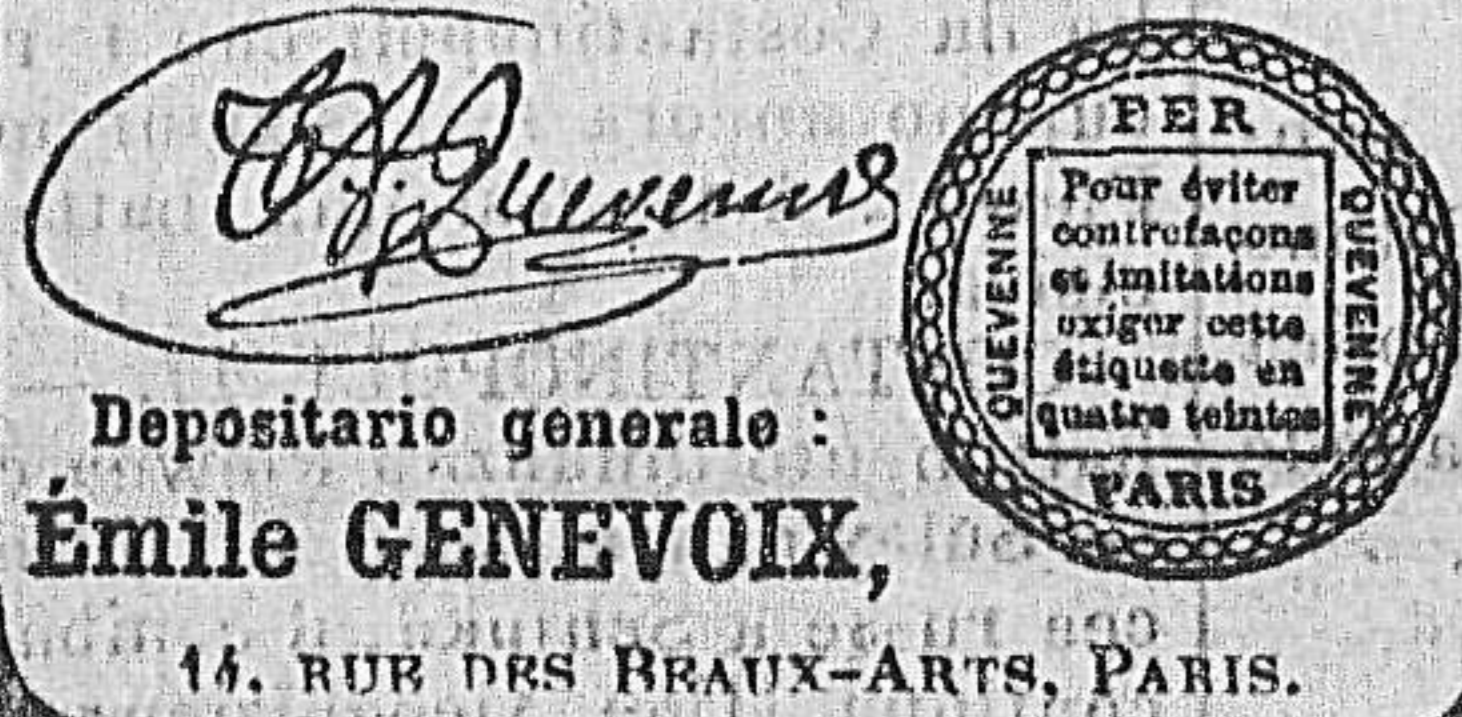 Quevenne
FER
QUEVENNE
Pour éviter
contrefaçons
et imitations
exiger cette
étiquette en
quatre teintes
QUEVENNE
PARIS
Depositario generale :
Émile GENEVOIX,
14, RUE DES BEAUX-ARTS, PARIS.